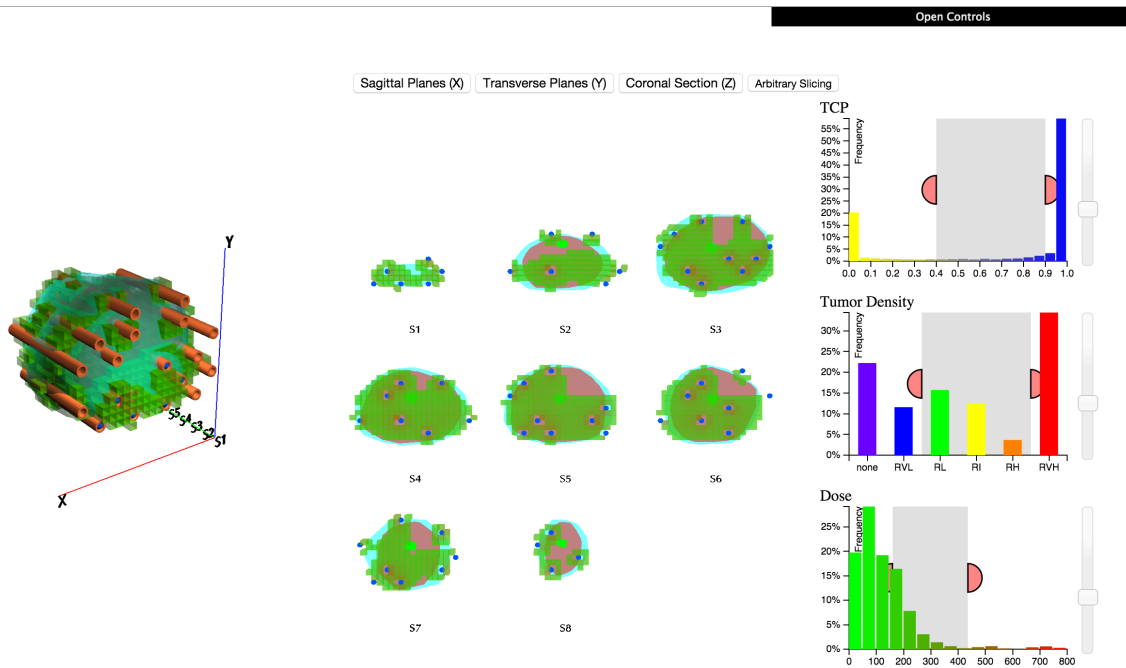 Open Controls
Sagittal Planes (X) Transverse Planes (Y) Coronal Section (Z) Arbitrary Slicing
TCP
Frequency
55%
50%
45%
40%
35%
30%
25%
20%
15%
10%
5%
0%
0.0 0.1 0.2 0.3 0.4 0.5 0.6 0.7 0.8 0.9 1.0
Y
X
S5 S4 S3 S2 S1
S1 S2 S3
S4 S5 S6
S7 S8
Tumor Density
Frequency
30%
25%
20%
15%
10%
5%
0%
none RVL RL RI RH RVH
Dose
Frequency
25%
20%
15%
10%
5%
0%
0 100 200 300 400 500 600 700 800